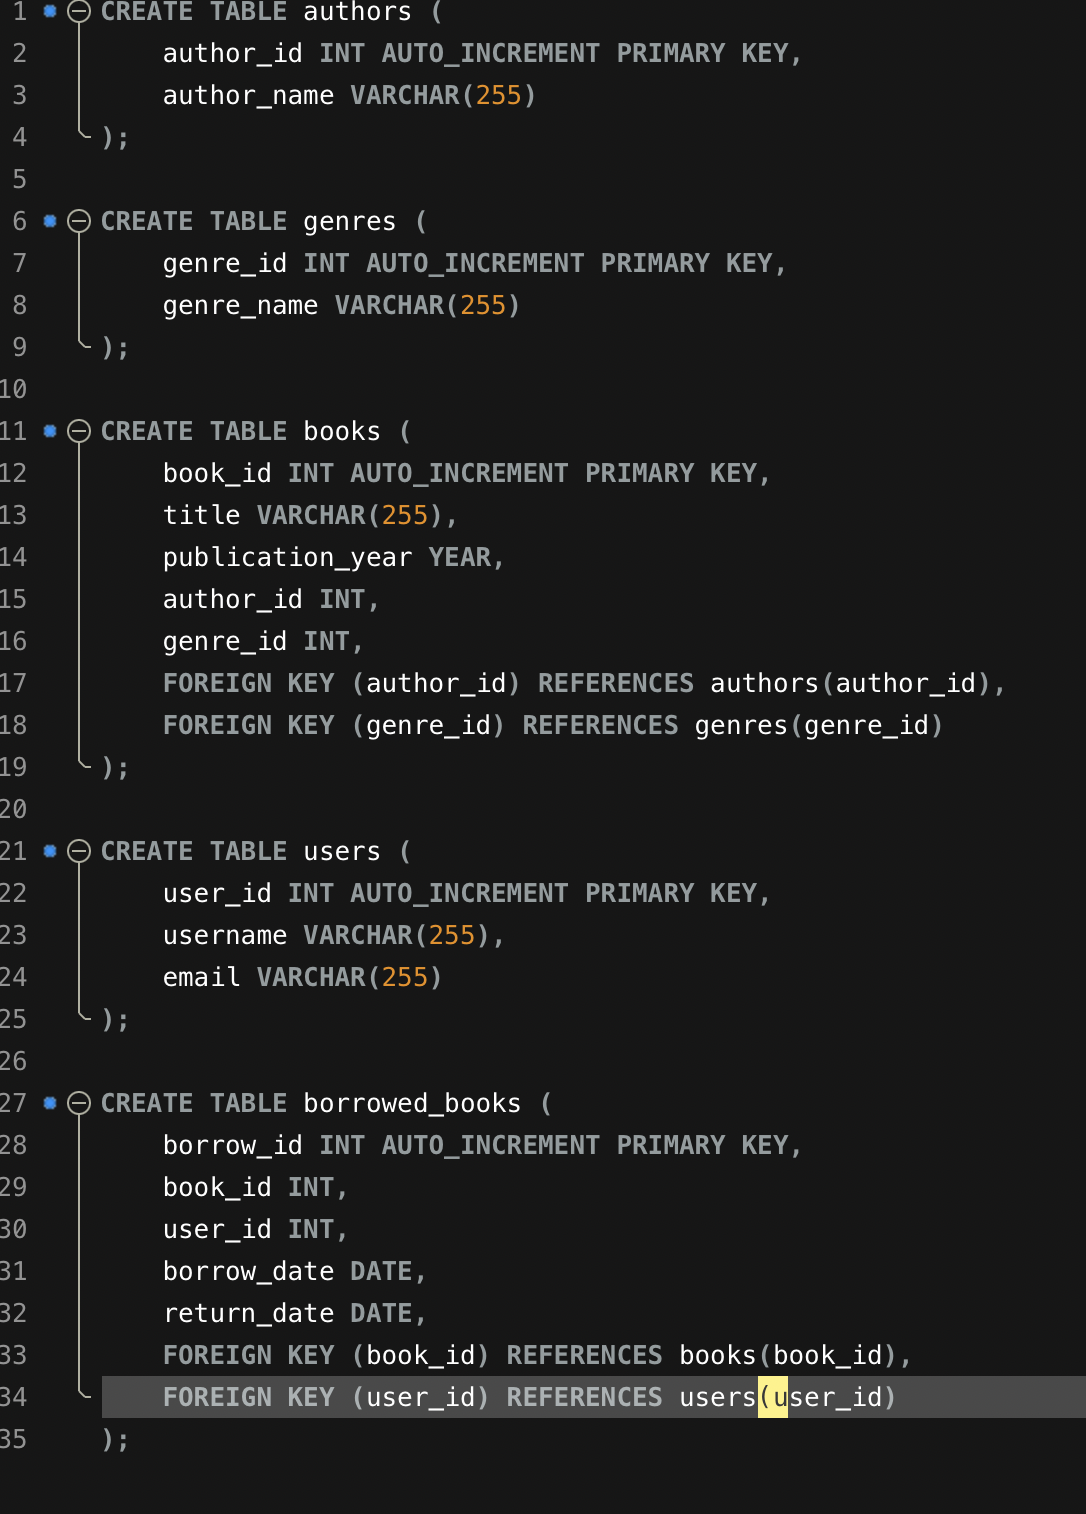 1 CREATE TABLE authors (
2     author_id INT AUTO_INCREMENT PRIMARY KEY,
3     author_name VARCHAR(255)
4 );
5
6 CREATE TABLE genres (
7     genre_id INT AUTO_INCREMENT PRIMARY KEY,
8     genre_name VARCHAR(255)
9 );
10
11 CREATE TABLE books (
12     book_id INT AUTO_INCREMENT PRIMARY KEY,
13     title VARCHAR(255),
14     publication_year YEAR,
15     author_id INT,
16     genre_id INT,
17     FOREIGN KEY (author_id) REFERENCES authors(author_id),
18     FOREIGN KEY (genre_id) REFERENCES genres(genre_id)
19 );
20
21 CREATE TABLE users (
22     user_id INT AUTO_INCREMENT PRIMARY KEY,
23     username VARCHAR(255),
24     email VARCHAR(255)
25 );
26
27 CREATE TABLE borrowed_books (
28     borrow_id INT AUTO_INCREMENT PRIMARY KEY,
29     book_id INT,
30     user_id INT,
31     borrow_date DATE,
32     return_date DATE,
33     FOREIGN KEY (book_id) REFERENCES books(book_id),
34     FOREIGN KEY (user_id) REFERENCES users(user_id)
35 );